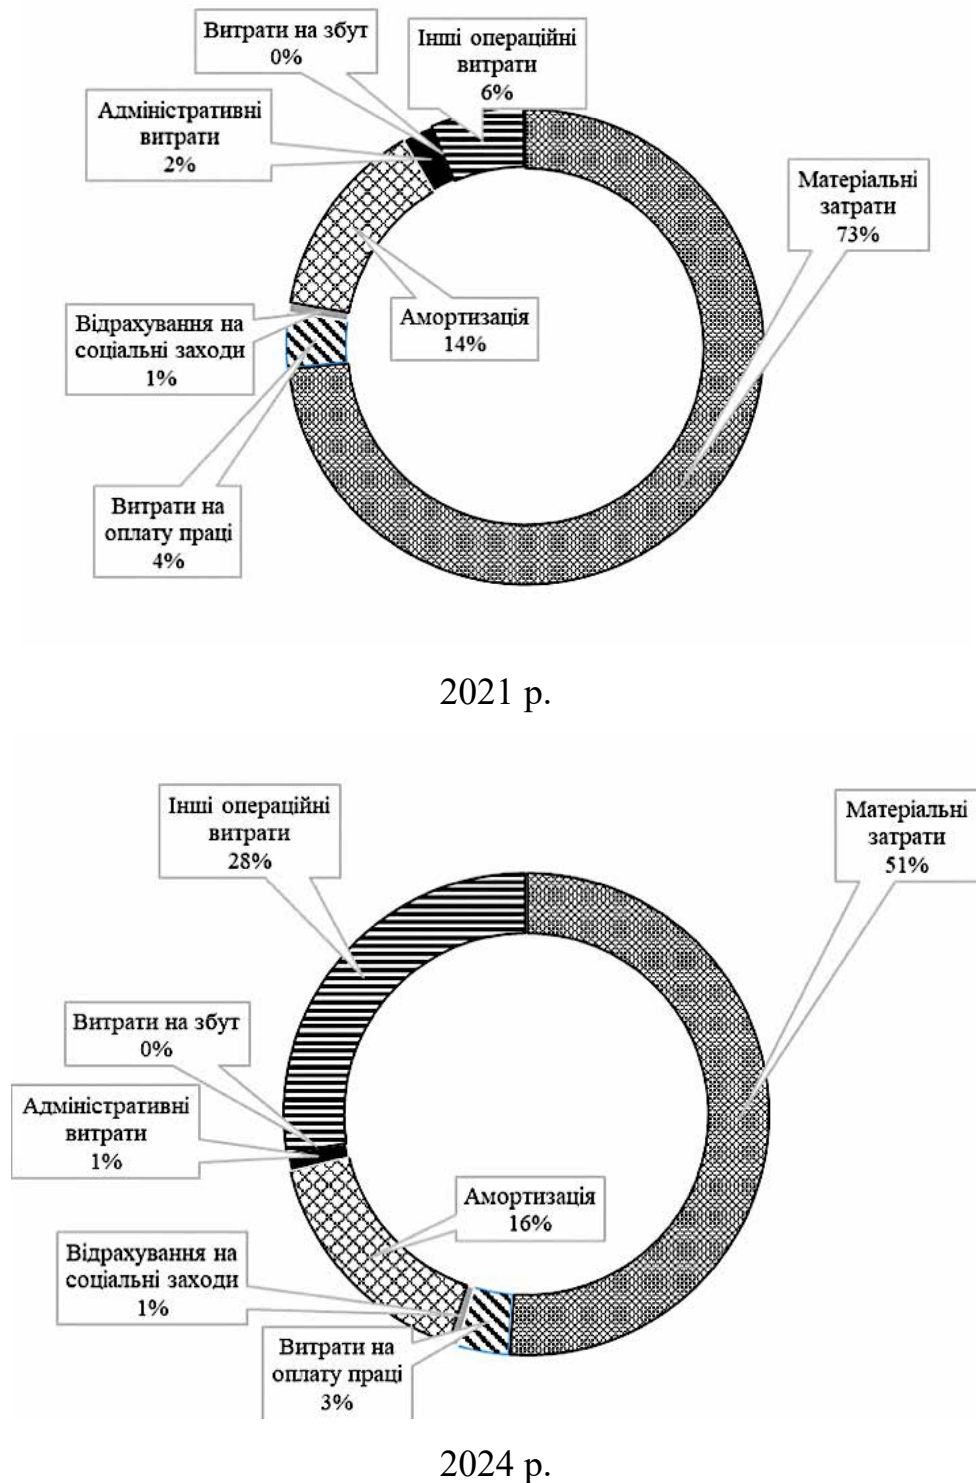 Витрати на збут
0%
Інші операційні
витрати
6%
Адміністративні
витрати
2%
Матеріальні
затрати
73%
Амортизація
14%
Відрахування на
соціальні заходи
1%
Витрати на
оплату праці
4%
2021 р.
Інші операційні
витрати
28%
Матеріальні
затрати
51%
Витрати на збут
0%
Адміністративні
витрати
1%
Амортизація
16%
Відрахування на
соціальні заходи
1%
Витрати на
оплату праці
3%
2024 р.